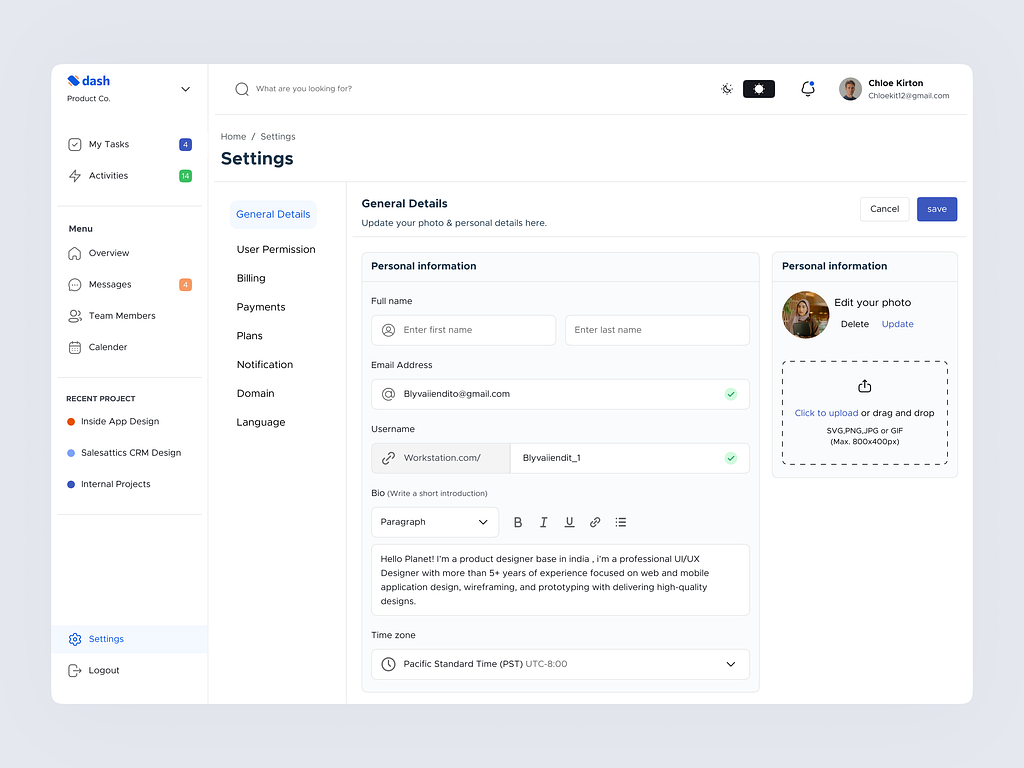 dash
Product Co.
My Tasks 4
Activities 14
Menu
Overview
Messages 4
Team Members
Calender
RECENT PROJECT
Inside App Design
Salesattics CRM Design
Internal Projects
Settings
Logout
What are you looking for?
Chloe Kirton
Chloekit12@gmail.com
Home / Settings
Settings
General Details
User Permission
Billing
Payments
Plans
Notification
Domain
Language
General Details
Update your photo & personal details here.
Cancel
save
Personal information
Full name
Enter first name
Enter last name
Email Address
Blyvaiiendito@gmail.com
Username
Workstation.com/
Blyvaiiendit_1
Bio (Write a short introduction)
Paragraph
B I U
Hello Planet! I'm a product designer base in india , i'm a professional UI/UX
Designer with more than 5+ years of experience focused on web and mobile
application design, wireframing, and prototyping with delivering high-quality
designs.
Time zone
Pacific Standard Time (PST) UTC-8:00
Personal information
Edit your photo
Delete Update
Click to upload or drag and drop
SVG,PNG,JPG or GIF
(Max. 800x400px)